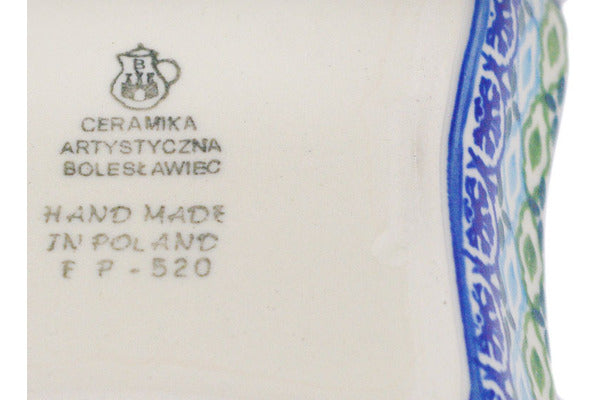 B
CERAMIKA
ARTYSTYCZNA
BOLESŁAWIEC
HAND MADE
IN POLAND
F P - 520